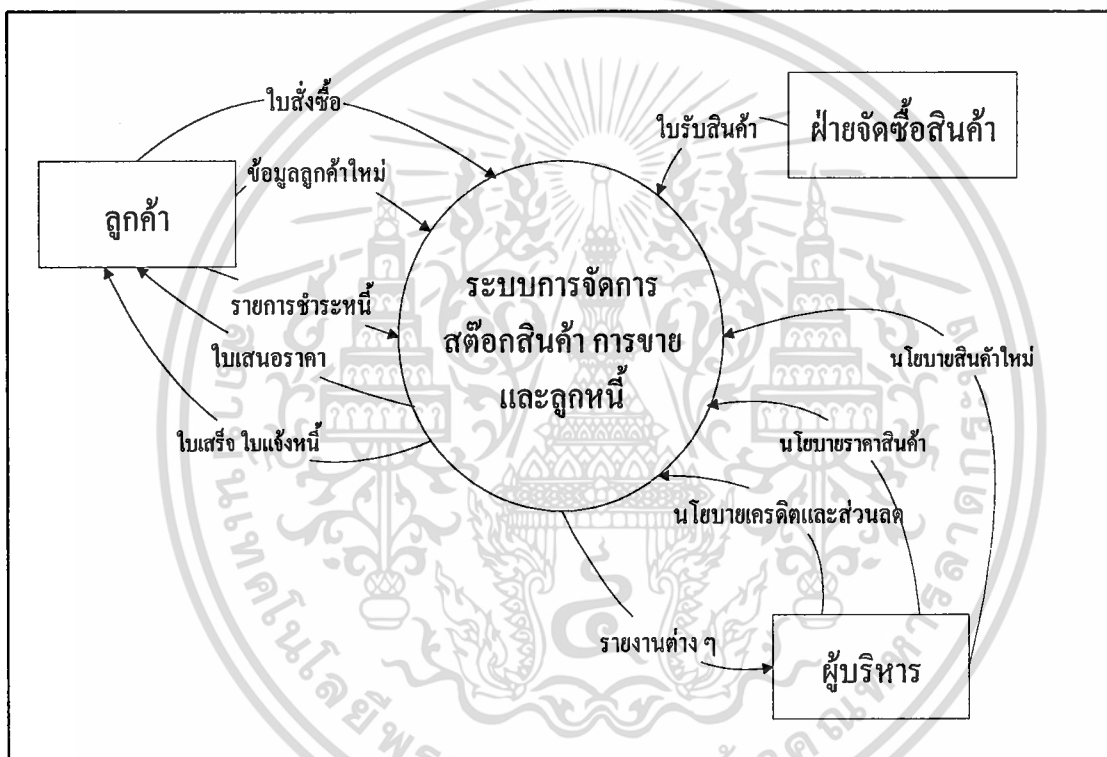 ใบสั่งซื้อ
ใบรับสินค้า
ฝ่ายจัดซื้อสินค้า
ข้อมูลลูกค้าใหม่
ลูกค้า
ระบบการจัดการ
สต๊อกสินค้า การขาย
และลูกหนี้
รายการชำระหนี้
ใบเสนอราคา
นโยบายสินค้าใหม่
ใบเสร็จ ใบแจ้งหนี้
นโยบายราคาสินค้า
นโยบายเครดิตและส่วนลด
รายงานต่าง ๆ
ผู้บริหาร